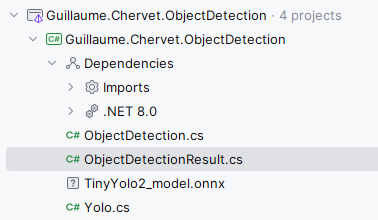 Guillaume.Chervet.ObjectDetection · 4 projects
C# Guillaume.Chervet.ObjectDetection
Dependencies
Imports
.NET 8.0
C# ObjectDetection.cs
C# ObjectDetectionResult.cs
? TinyYolo2_model.onnx
C# Yolo.cs